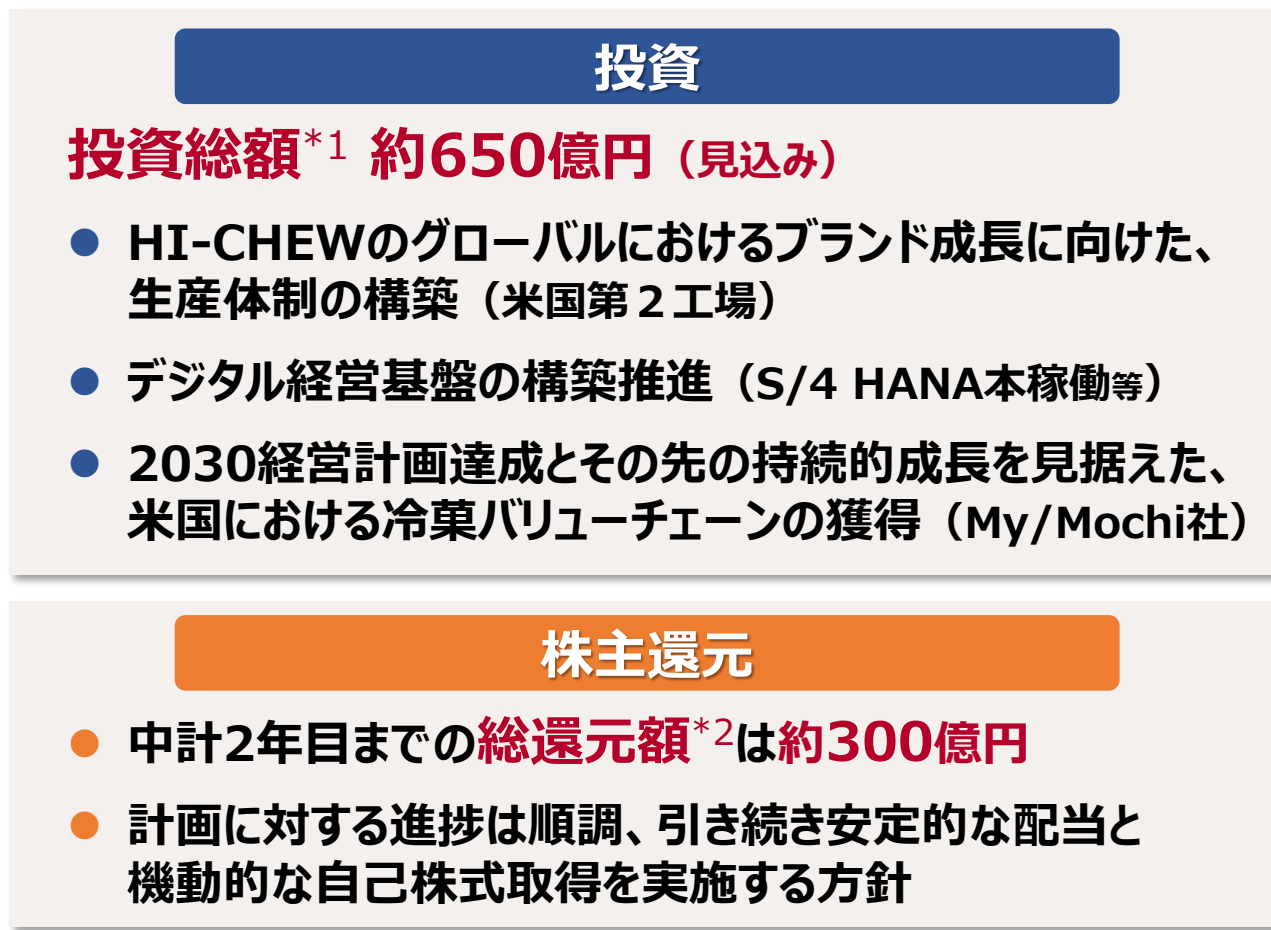 投資
投資総額*1 約650億円（見込み）
● HI-CHEWのグローバルにおけるブランド成長に向けた、
生産体制の構築（米国第２工場）
● デジタル経営基盤の構築推進（S/4 HANA本稼働等）
● 2030経営計画達成とその先の持続的成長を見据えた、
米国における冷菓バリューチェーンの獲得（My/Mochi社）
株主還元
● 中計2年目までの総還元額*2は約300億円
● 計画に対する進捗は順調、引き続き安定的な配当と
機動的な自己株式取得を実施する方針